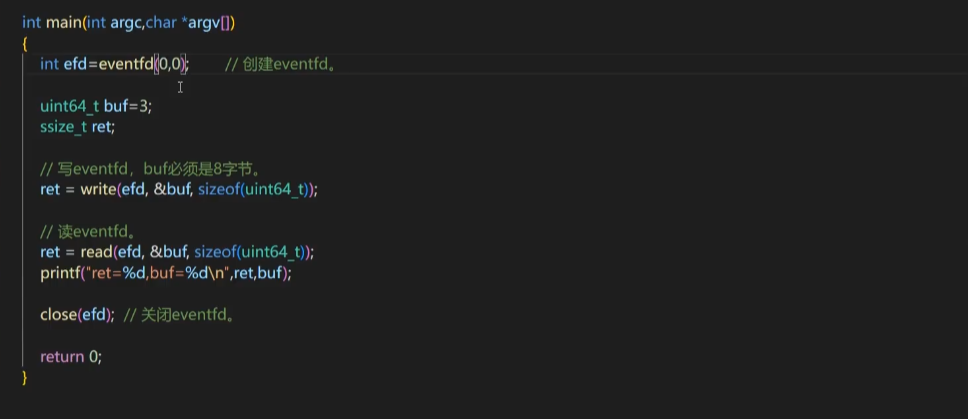 int main(int argc,char *argv[])
{
int efd=eventfd(0,0); // 创建eventfd。
uint64_t buf=3;
ssize_t ret;
// 写eventfd，buf必须是8字节。
ret = write(efd, &buf, sizeof(uint64_t));
// 读eventfd。
ret = read(efd, &buf, sizeof(uint64_t));
printf("ret=%d,buf=%d\n",ret,buf);
close(efd); // 关闭eventfd。
return 0;
}